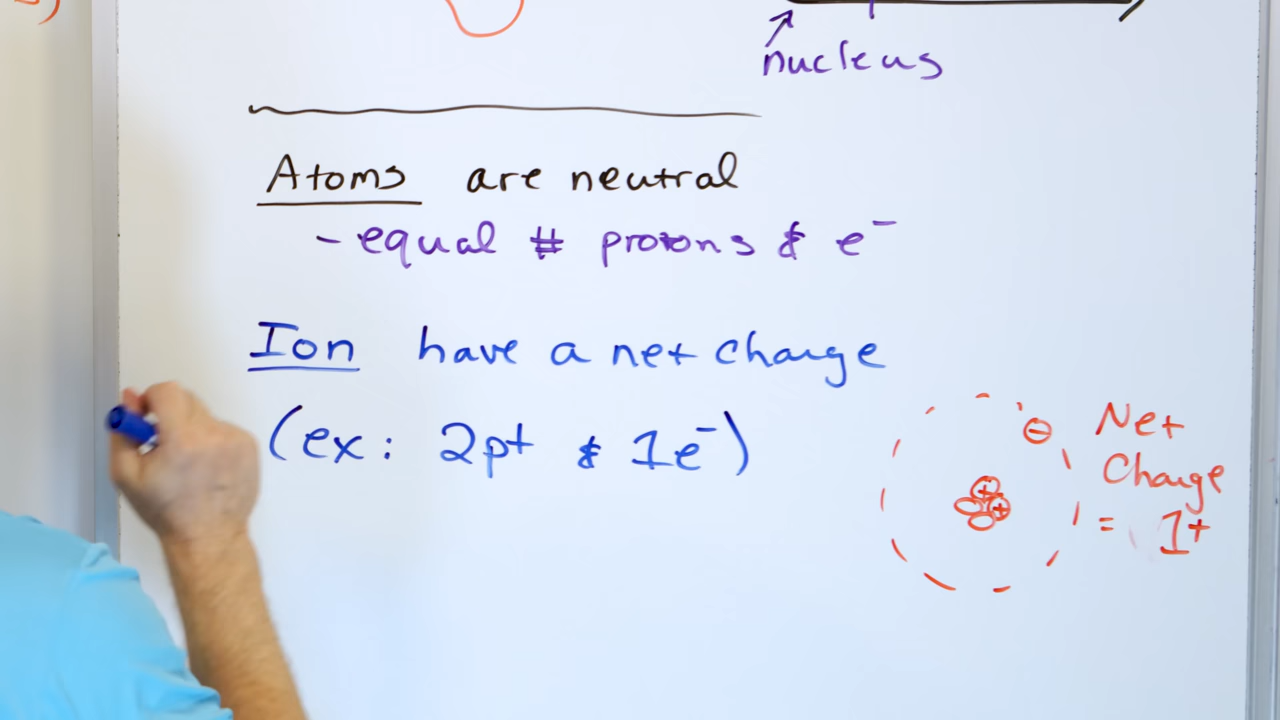 nucleus
Atoms are neutral
- equal # protons & e⁻
Ion have a net charge
(ex: 2p⁺ & 1e⁻)
⊖ Net
Charge
= 1⁺
+
+